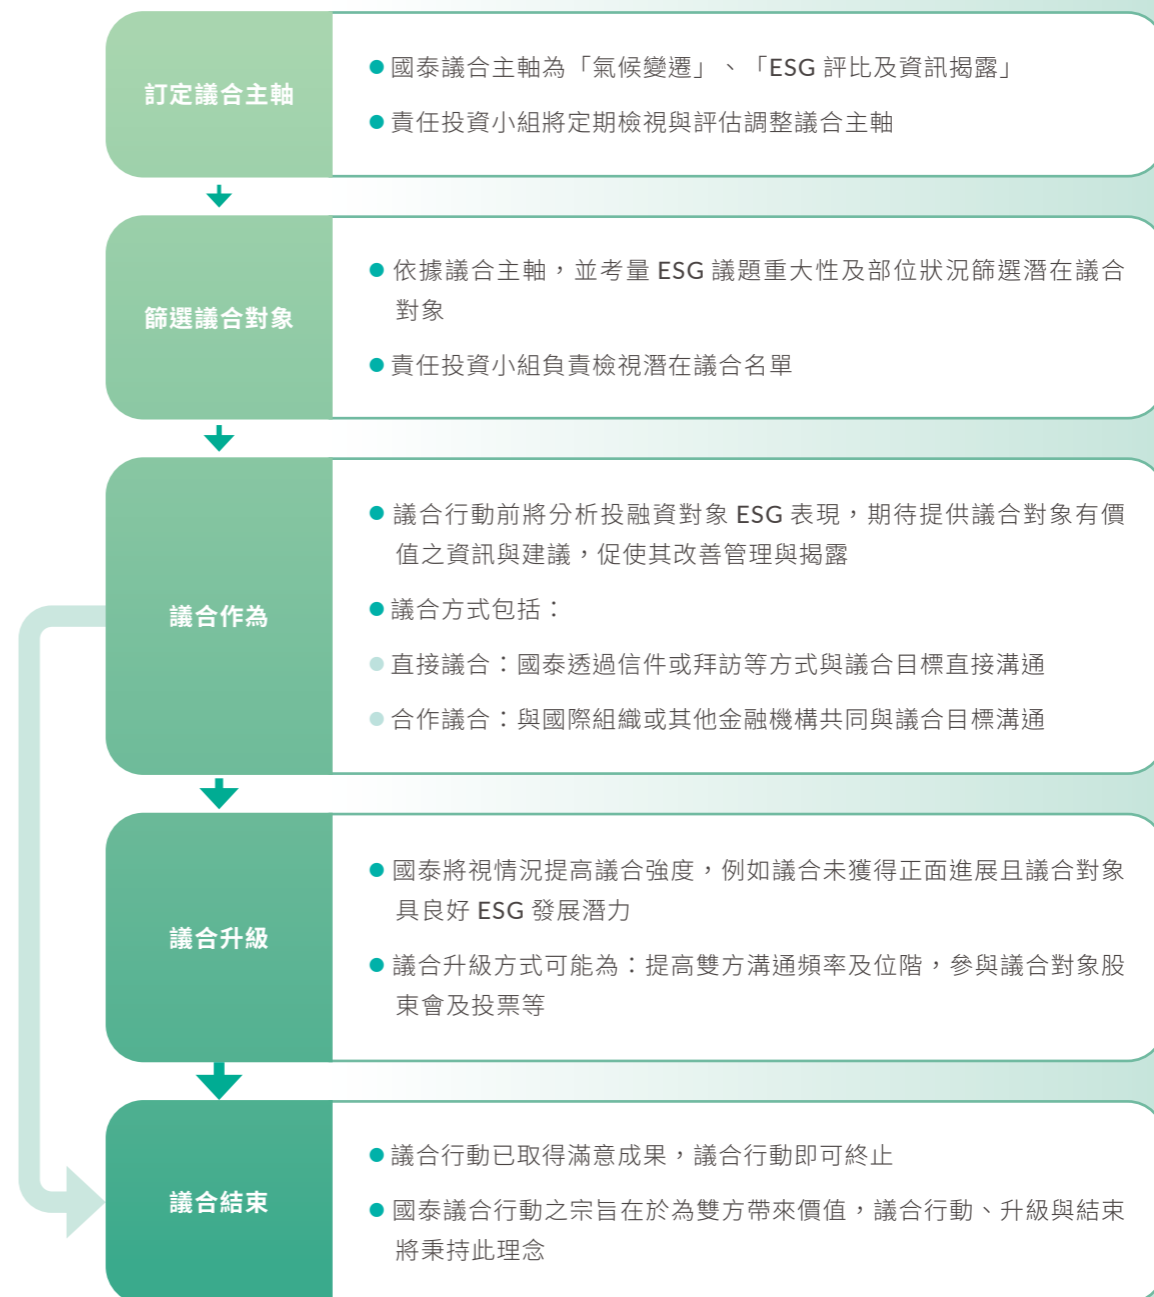 訂定議合主軸
●國泰議合主軸為「氣候變遷」、「ESG 評比及資訊揭露」
●責任投資小組將定期檢視與評估調整議合主軸
篩選議合對象
●依據議合主軸，並考量 ESG 議題重大性及部位狀況篩選潛在議合
對象
●責任投資小組負責檢視潛在議合名單
議合作為
●議合行動前將分析投融資對象 ESG 表現，期待提供議合對象有價
值之資訊與建議，促使其改善管理與揭露
●議合方式包括：
●直接議合：國泰透過信件或拜訪等方式與議合目標直接溝通
●合作議合：與國際組織或其他金融機構共同與議合目標溝通
議合升級
●國泰將視情況提高議合強度，例如議合未獲得正面進展且議合對象
具良好 ESG 發展潛力
●議合升級方式可能為：提高雙方溝通頻率及位階，參與議合對象股
東會及投票等
議合結束
●議合行動已取得滿意成果，議合行動即可終止
●國泰議合行動之宗旨在於為雙方帶來價值，議合行動、升級與結束
將秉持此理念